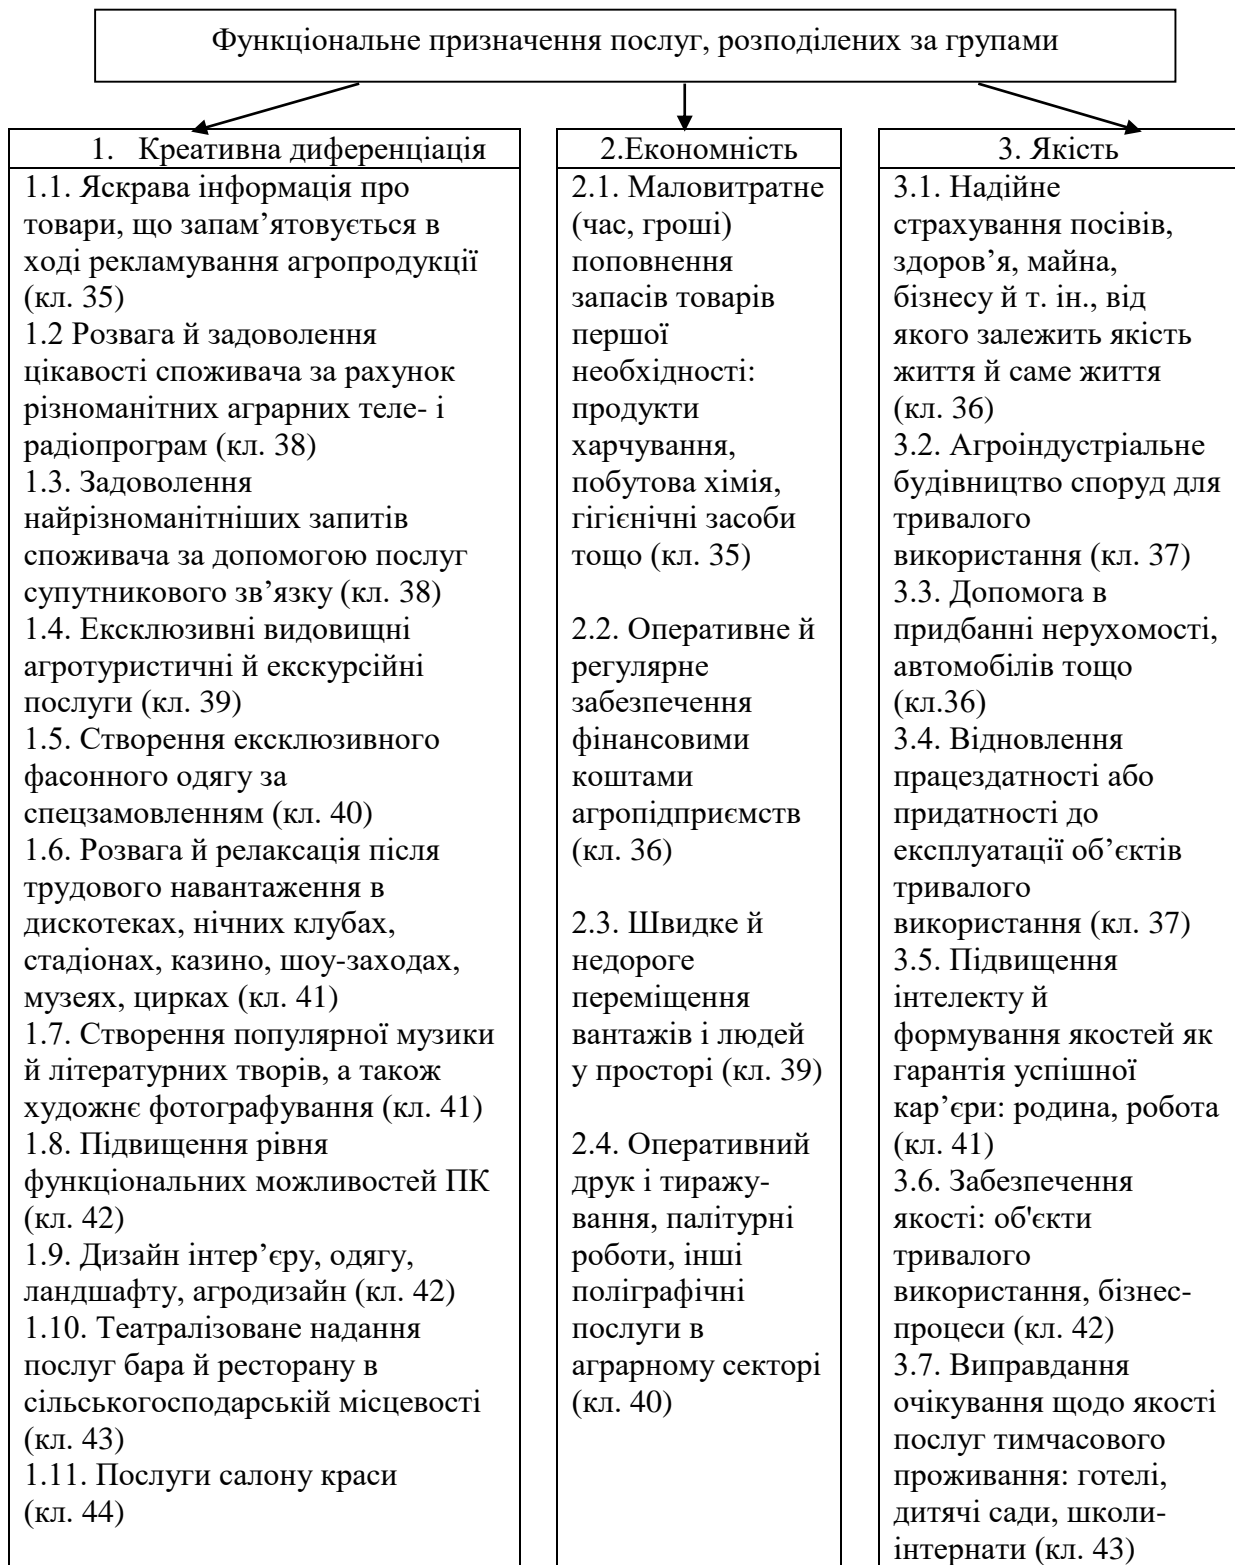 Функціональне призначення послуг, розподілених за групами
1. Креативна диференціація
1.1. Яскрава інформація про
товари, що запам’ятовується в
ході рекламування агропродукції
(кл. 35)
1.2 Розвага й задоволення
цікавості споживача за рахунок
різноманітних аграрних теле- і
радіопрограм (кл. 38)
1.3. Задоволення
найрізноманітніших запитів
споживача за допомогою послуг
супутникового зв’язку (кл. 38)
1.4. Ексклюзивні видовищні
агротуристичні й екскурсійні
послуги (кл. 39)
1.5. Створення ексклюзивного
фасонного одягу за
спецзамовленням (кл. 40)
1.6. Розвага й релаксація після
трудового навантаження в
дискотеках, нічних клубах,
стадіонах, казино, шоу-заходах,
музеях, цирках (кл. 41)
1.7. Створення популярної музики
й літературних творів, а також
художнє фотографування (кл. 41)
1.8. Підвищення рівня
функціональних можливостей ПК
(кл. 42)
1.9. Дизайн інтер’єру, одягу,
ландшафту, агродизайн (кл. 42)
1.10. Театралізоване надання
послуг бара й ресторану в
сільськогосподарській місцевості
(кл. 43)
1.11. Послуги салону краси
(кл. 44)
2.Економність
2.1. Маловитратне
(час, гроші)
поповнення
запасів товарів
першої
необхідності:
продукти
харчування,
побутова хімія,
гігієнічні засоби
тощо (кл. 35)
2.2. Оперативне й
регулярне
забезпечення
фінансовими
коштами
агропідприємств
(кл. 36)
2.3. Швидке й
недороге
переміщення
вантажів і людей
у просторі (кл. 39)
2.4. Оперативний
друк і тиражу-
вання, палітурні
роботи, інші
поліграфічні
послуги в
аграрному секторі
(кл. 40)
3. Якість
3.1. Надійне
страхування посівів,
здоров’я, майна,
бізнесу й т. ін., від
якого залежить якість
життя й саме життя
(кл. 36)
3.2. Агроіндустріальне
будівництво споруд для
тривалого
використання (кл. 37)
3.3. Допомога в
придбанні нерухомості,
автомобілів тощо
(кл.36)
3.4. Відновлення
працездатності або
придатності до
експлуатації об’єктів
тривалого
використання (кл. 37)
3.5. Підвищення
інтелекту й
формування якостей як
гарантія успішної
кар’єри: родина, робота
(кл. 41)
3.6. Забезпечення
якості: об'єкти
тривалого
використання, бізнес-
процеси (кл. 42)
3.7. Виправдання
очікування щодо якості
послуг тимчасового
проживання: готелі,
дитячі сади, школи-
інтернати (кл. 43)